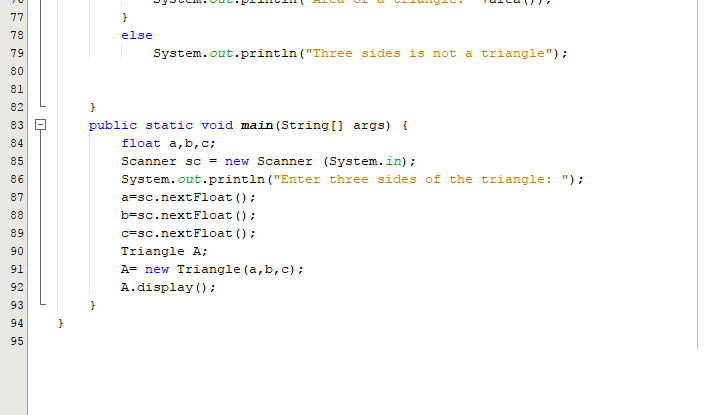 76 System.out.println("Area of a triangle: "+area());
77 }
78 else
79 System.out.println("Three sides is not a triangle");
80
81
82 }
83 public static void main(String[] args) {
84 float a,b,c;
85 Scanner sc = new Scanner (System.in);
86 System.out.println("Enter three sides of the triangle: ");
87 a=sc.nextFloat();
88 b=sc.nextFloat();
89 c=sc.nextFloat();
90 Triangle A;
91 A= new Triangle(a,b,c);
92 A.display();
93 }
94 }
95